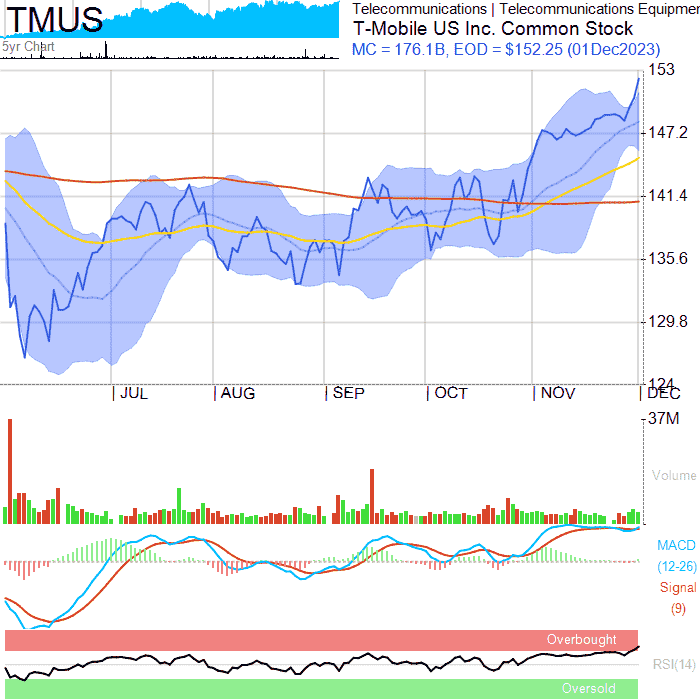 TMUS
Telecommunications | Telecommunications Equipmen
T-Mobile US Inc. Common Stock
5yr Chart
MC = 176.1B, EOD = $152.25 (01Dec2023)
153
147.2
141.4
135.6
129.8
124
JUL
AUG
SEP
OCT
NOV
DEC
37M
Volume
MACD
(12-26)
Signal
(9)
Overbought
RSI(14)
Oversold